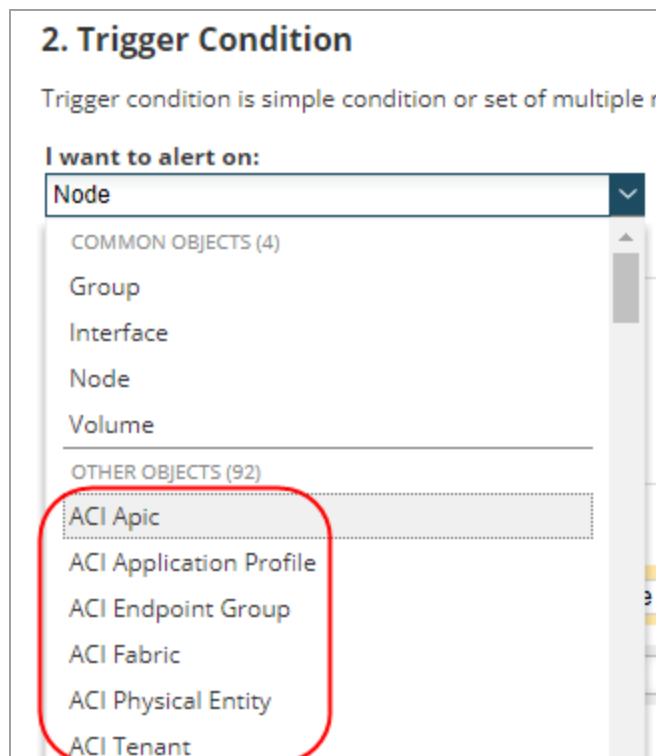 2. Trigger Condition
Trigger condition is simple condition or set of multiple
I want to alert on:
Node
COMMON OBJECTS (4)
Group
Interface
Node
Volume
OTHER OBJECTS (92)
ACI Apic
ACI Application Profile
ACI Endpoint Group
ACI Fabric
ACI Physical Entity
ACI Tenant